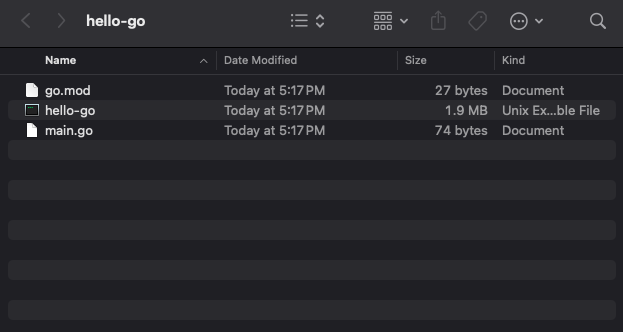 hello-go
Name Date Modified Size Kind
go.mod Today at 5:17 PM 27 bytes Document
hello-go Today at 5:17 PM 1.9 MB Unix Ex...ble File
main.go Today at 5:17 PM 74 bytes Document